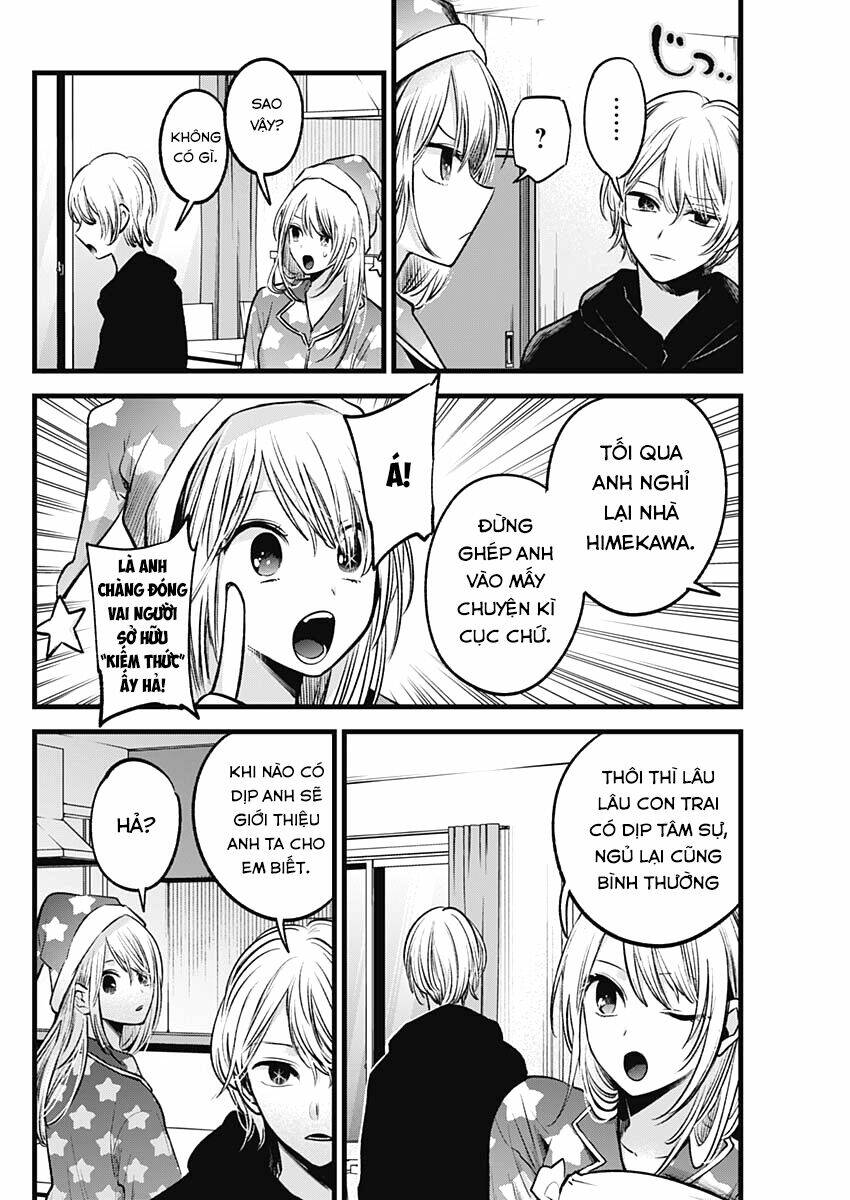 じっ‥
……
?
SAO
VẬY?
KHÔNG
CÓ GÌ.
TỐI QUA
ANH NGHỈ
LẠI NHÀ
HIMEKAWA.
ĐỪNG
GHÉP ANH
VÀO MẤY
CHUYỆN KÌ
CỤC CHỨ.
Á!
LÀ ANH
CHÀNG ĐÓNG
VAI NGƯỜI
SỞ HỮU
“KIẾM THỨC”
ẤY HẢ!
THÔI THÌ LÂU
LÂU CON TRAI
CÓ DỊP TÂM SỰ,
NGỦ LẠI CŨNG
BÌNH THƯỜNG
KHI NÀO CÓ
DỊP ANH SẼ
GIỚI THIỆU
ANH TA CHO
EM BIẾT.
HẢ?